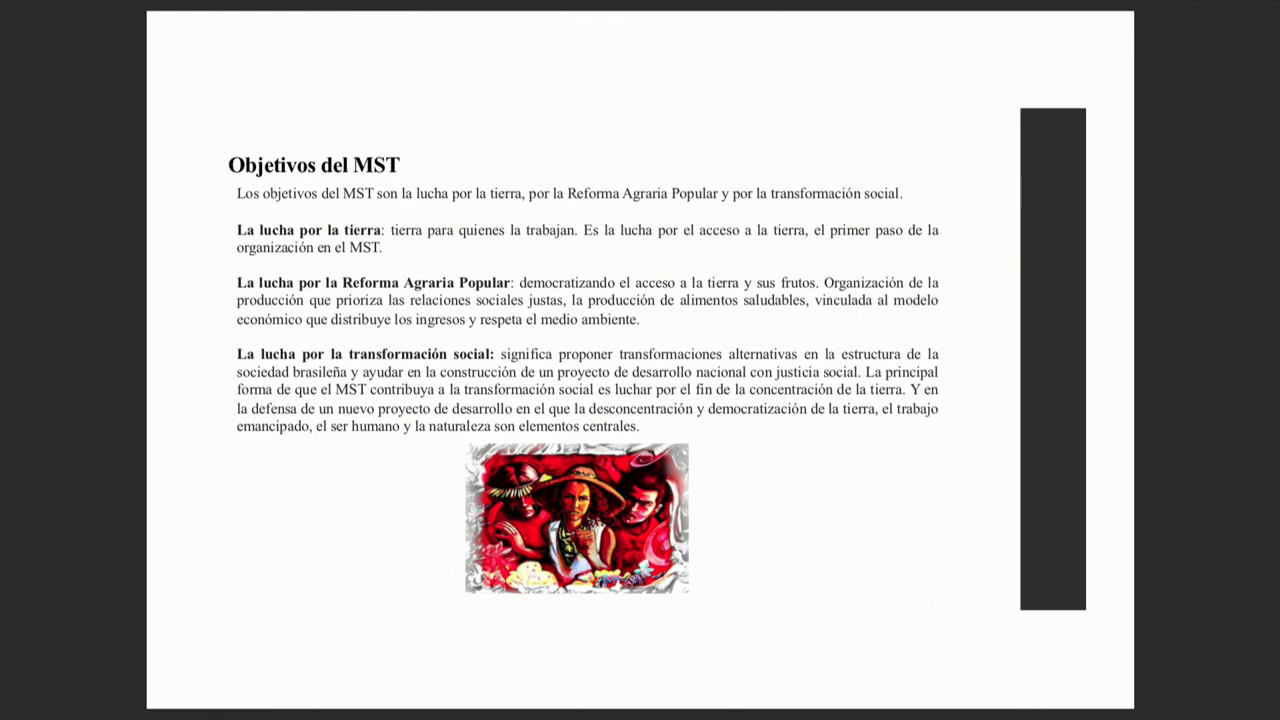 Objetivos del MST
Los objetivos del MST son la lucha por la tierra, por la Reforma Agraria Popular y por la transformación social.
La lucha por la tierra: tierra para quienes la trabajan. Es la lucha por el acceso a la tierra, el primer paso de la
organización en el MST.
La lucha por la Reforma Agraria Popular: democratizando el acceso a la tierra y sus frutos. Organización de la
producción que prioriza las relaciones sociales justas, la producción de alimentos saludables, vinculada al modelo
económico que distribuye los ingresos y respeta el medio ambiente.
La lucha por la transformación social: significa proponer transformaciones alternativas en la estructura de la
sociedad brasileña y ayudar en la construcción de un proyecto de desarrollo nacional con justicia social. La principal
forma de que el MST contribuya a la transformación social es luchar por el fin de la concentración de la tierra. Y en
la defensa de un nuevo proyecto de desarrollo en el que la desconcentración y democratización de la tierra, el trabajo
emancipado, el ser humano y la naturaleza son elementos centrales.